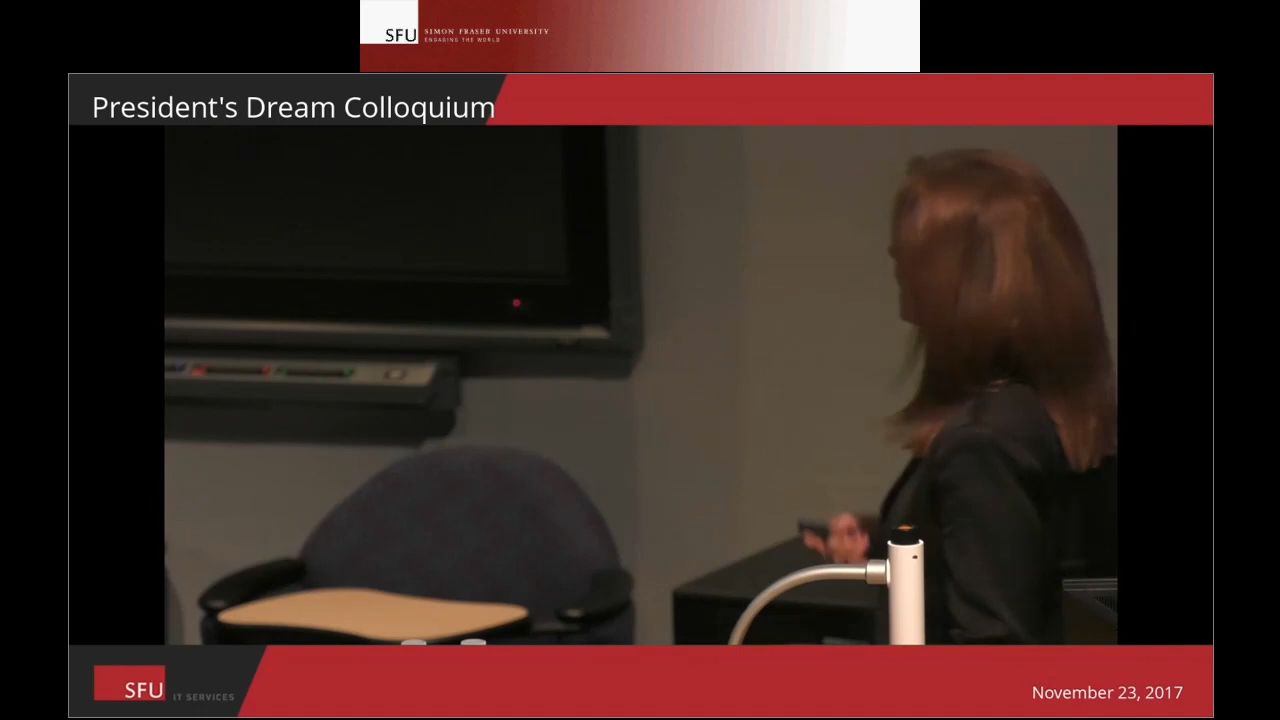 SFU
SIMON FRASER UNIVERSITY
ENGAGING THE WORLD
President's Dream Colloquium
SFU
IT SERVICES
November 23, 2017